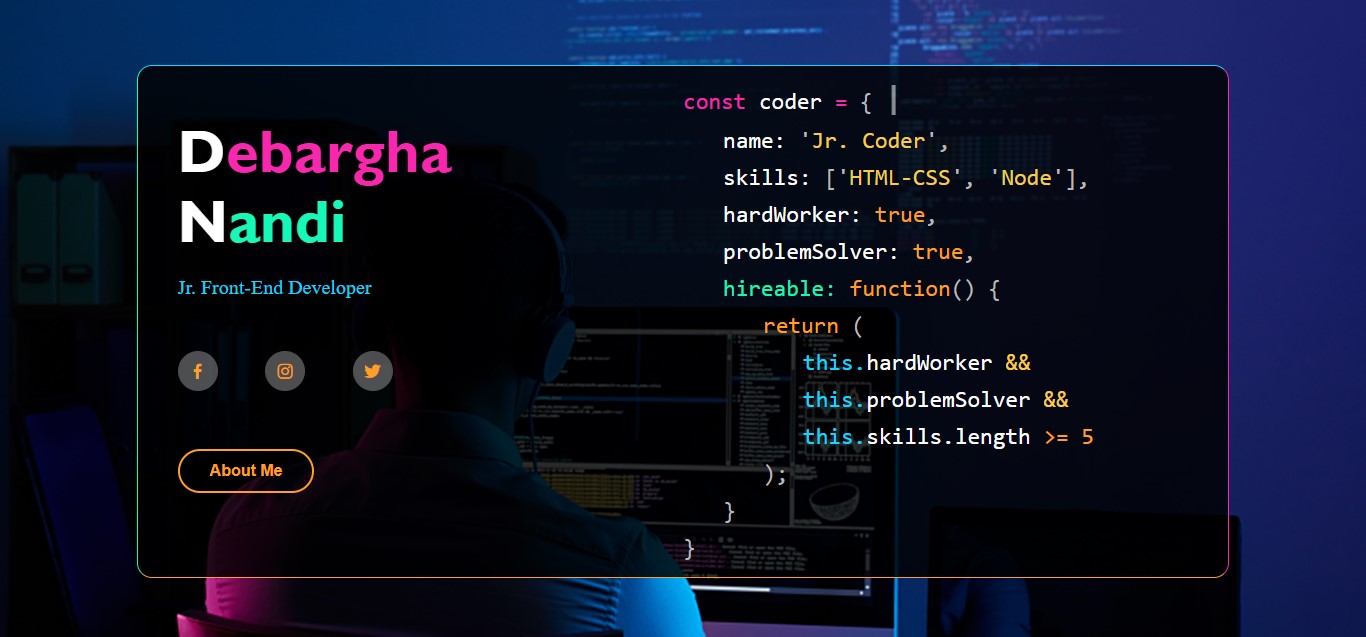 Debargha
Nandi
Jr. Front-End Developer
About Me
const coder = {
name: 'Jr. Coder',
skills: ['HTML-CSS', 'Node'],
hardWorker: true,
problemSolver: true,
hireable: function() {
return (
this.hardWorker &&
this.problemSolver &&
this.skills.length >= 5
);
}
}